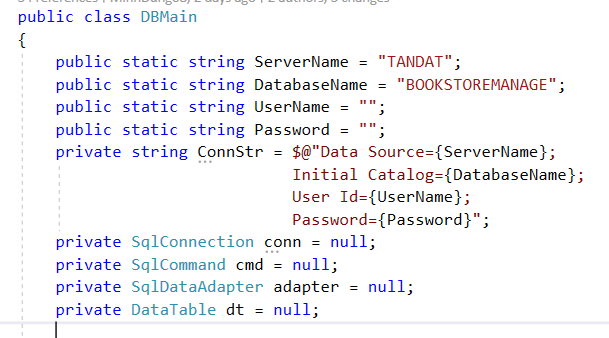 public class DBMain
{
public static string ServerName = "TANDAT";
public static string DatabaseName = "BOOKSTOREMANAGE";
public static string UserName = "";
public static string Password = "";
private string ConnStr = $@"Data Source={ServerName};
Initial Catalog={DatabaseName};
User Id={UserName};
Password={Password}";
private SqlConnection conn = null;
private SqlCommand cmd = null;
private SqlDataAdapter adapter = null;
private DataTable dt = null;